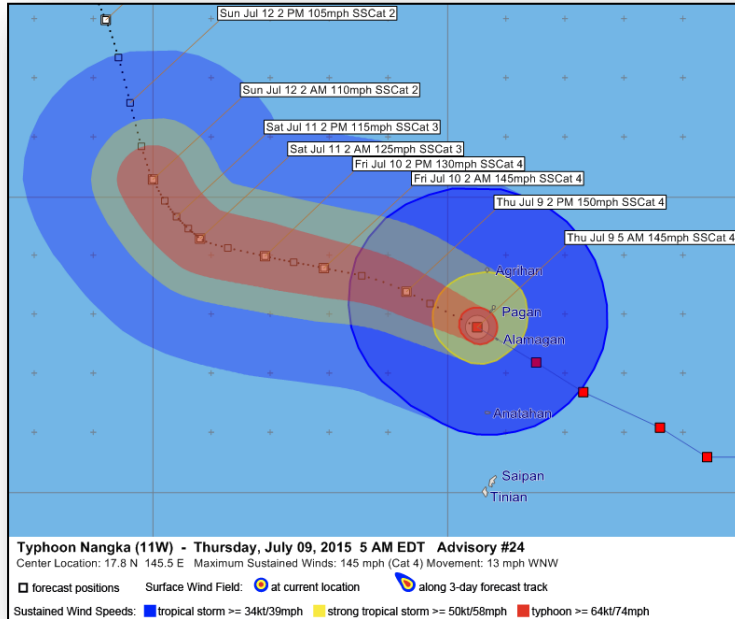 Sun Jul 12 2 PM 105mph SSCat 2
Sun Jul 12 2 AM 110mph SSCat 2
Sat Jul 11 2 PM 115mph SSCat 3
Sat Jul 11 2 AM 125mph SSCat 3
Fri Jul 10 2 PM 130mph SSCat 4
Fri Jul 10 2 AM 145mph SSCat 4
Thu Jul 9 2 PM 150mph SSCat 4
Thu Jul 9 5 AM 145mph SSCat 4
Agrihan
Pagan
Alamagan
Anatahan
Saipan
Tinian
Typhoon Nangka (11W) - Thursday, July 09, 2015 5 AM EDT Advisory #24
Center Location: 17.8 N 145.5 E Maximum Sustained Winds: 145 mph (Cat 4) Movement: 13 mph WNW
forecast positions Surface Wind Field: at current location along 3-day forecast track
Sustained Wind Speeds: tropical storm >= 34kt/39mph strong tropical storm >= 50kt/58mph typhoon >= 64kt/74mph